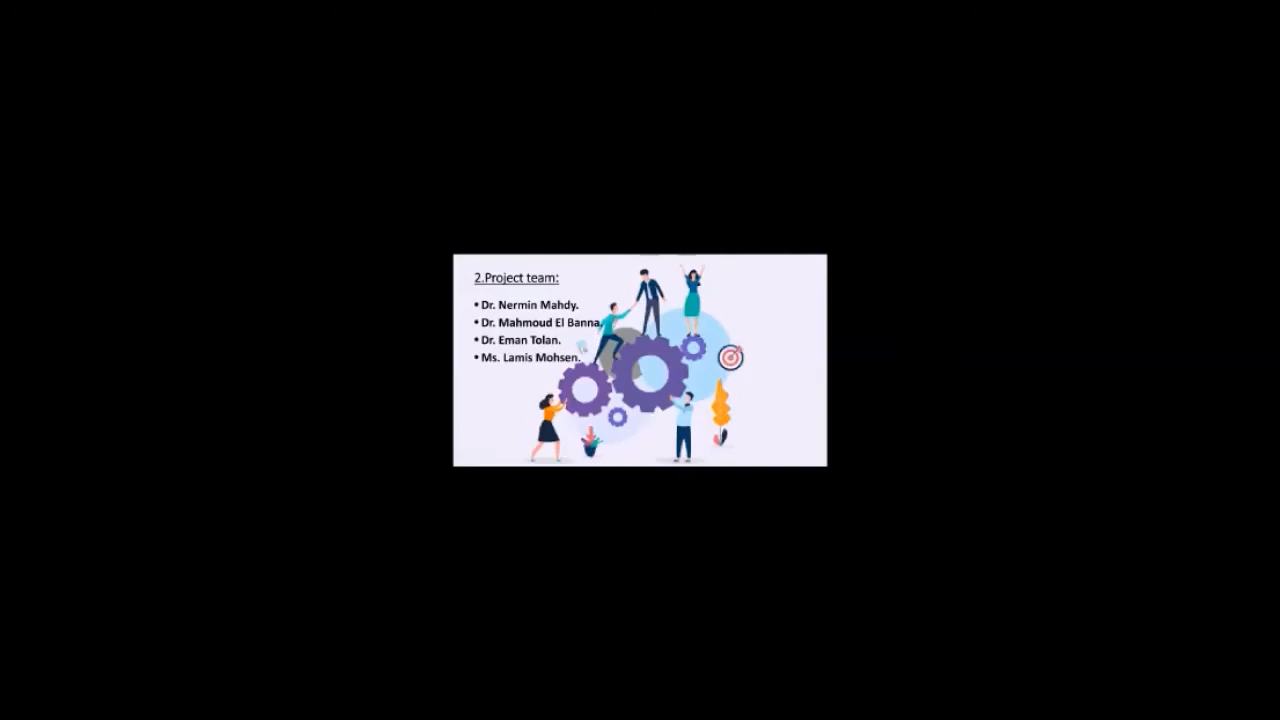 2.Project team:
• Dr. Nermin Mahdy.
• Dr. Mahmoud El Banna.
• Dr. Eman Tolan.
• Ms. Lamis Mohsen.